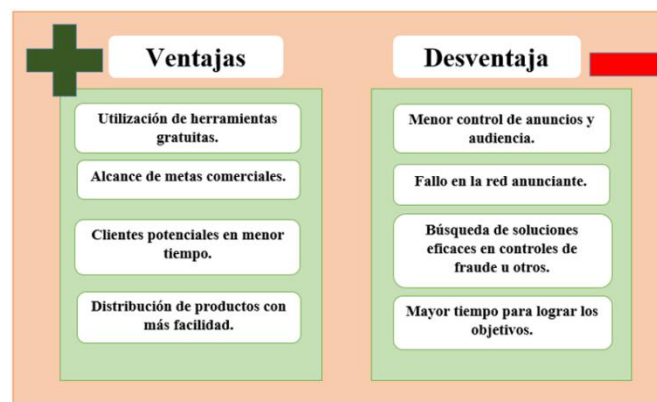 Ventajas
Utilización de herramientas
gratuitas.
Alcance de metas comerciales.
Clientes potenciales en menor
tiempo.
Distribución de productos con
más facilidad.
Desventaja
Menor control de anuncios y
audiencia.
Fallo en la red anunciante.
Búsqueda de soluciones
eficaces en controles de
fraude u otros.
Mayor tiempo para lograr los
objetivos.